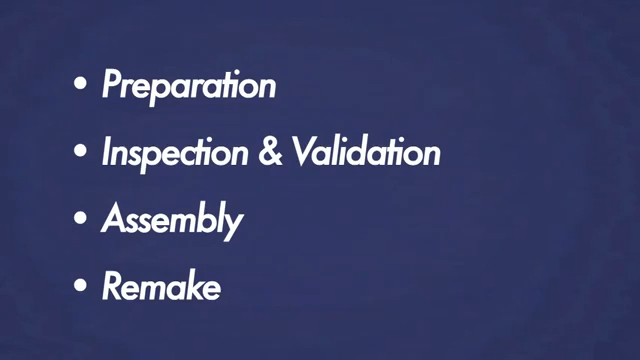 • Preparation
• Inspection & Validation
• Assembly
• Remake